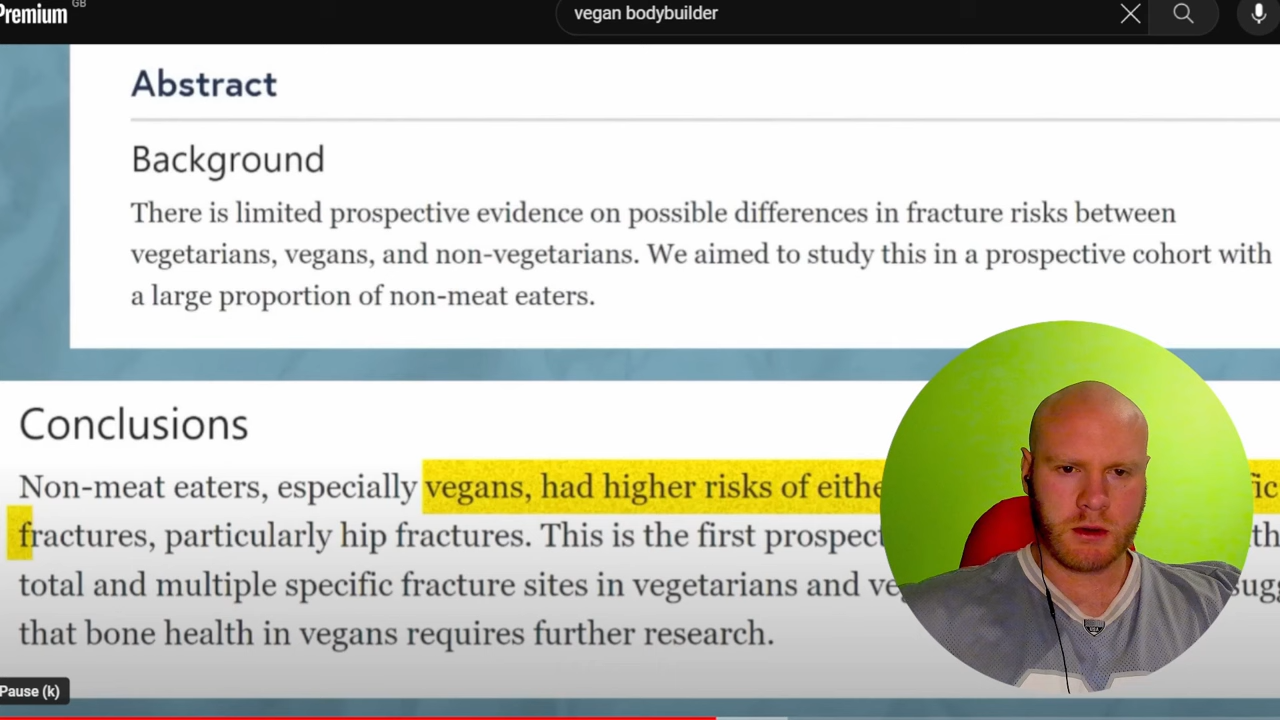 Premium GB
vegan bodybuilder
Abstract
Background
There is limited prospective evidence on possible differences in fracture risks between
vegetarians, vegans, and non-vegetarians. We aimed to study this in a prospective cohort with
a large proportion of non-meat eaters.
Conclusions
Non-meat eaters, especially vegans, had higher risks of
fractures, particularly hip fractures. This is the first
total and multiple specific fracture sites in vegetarians and
that bone health in vegans requires further research.
Pause (k)